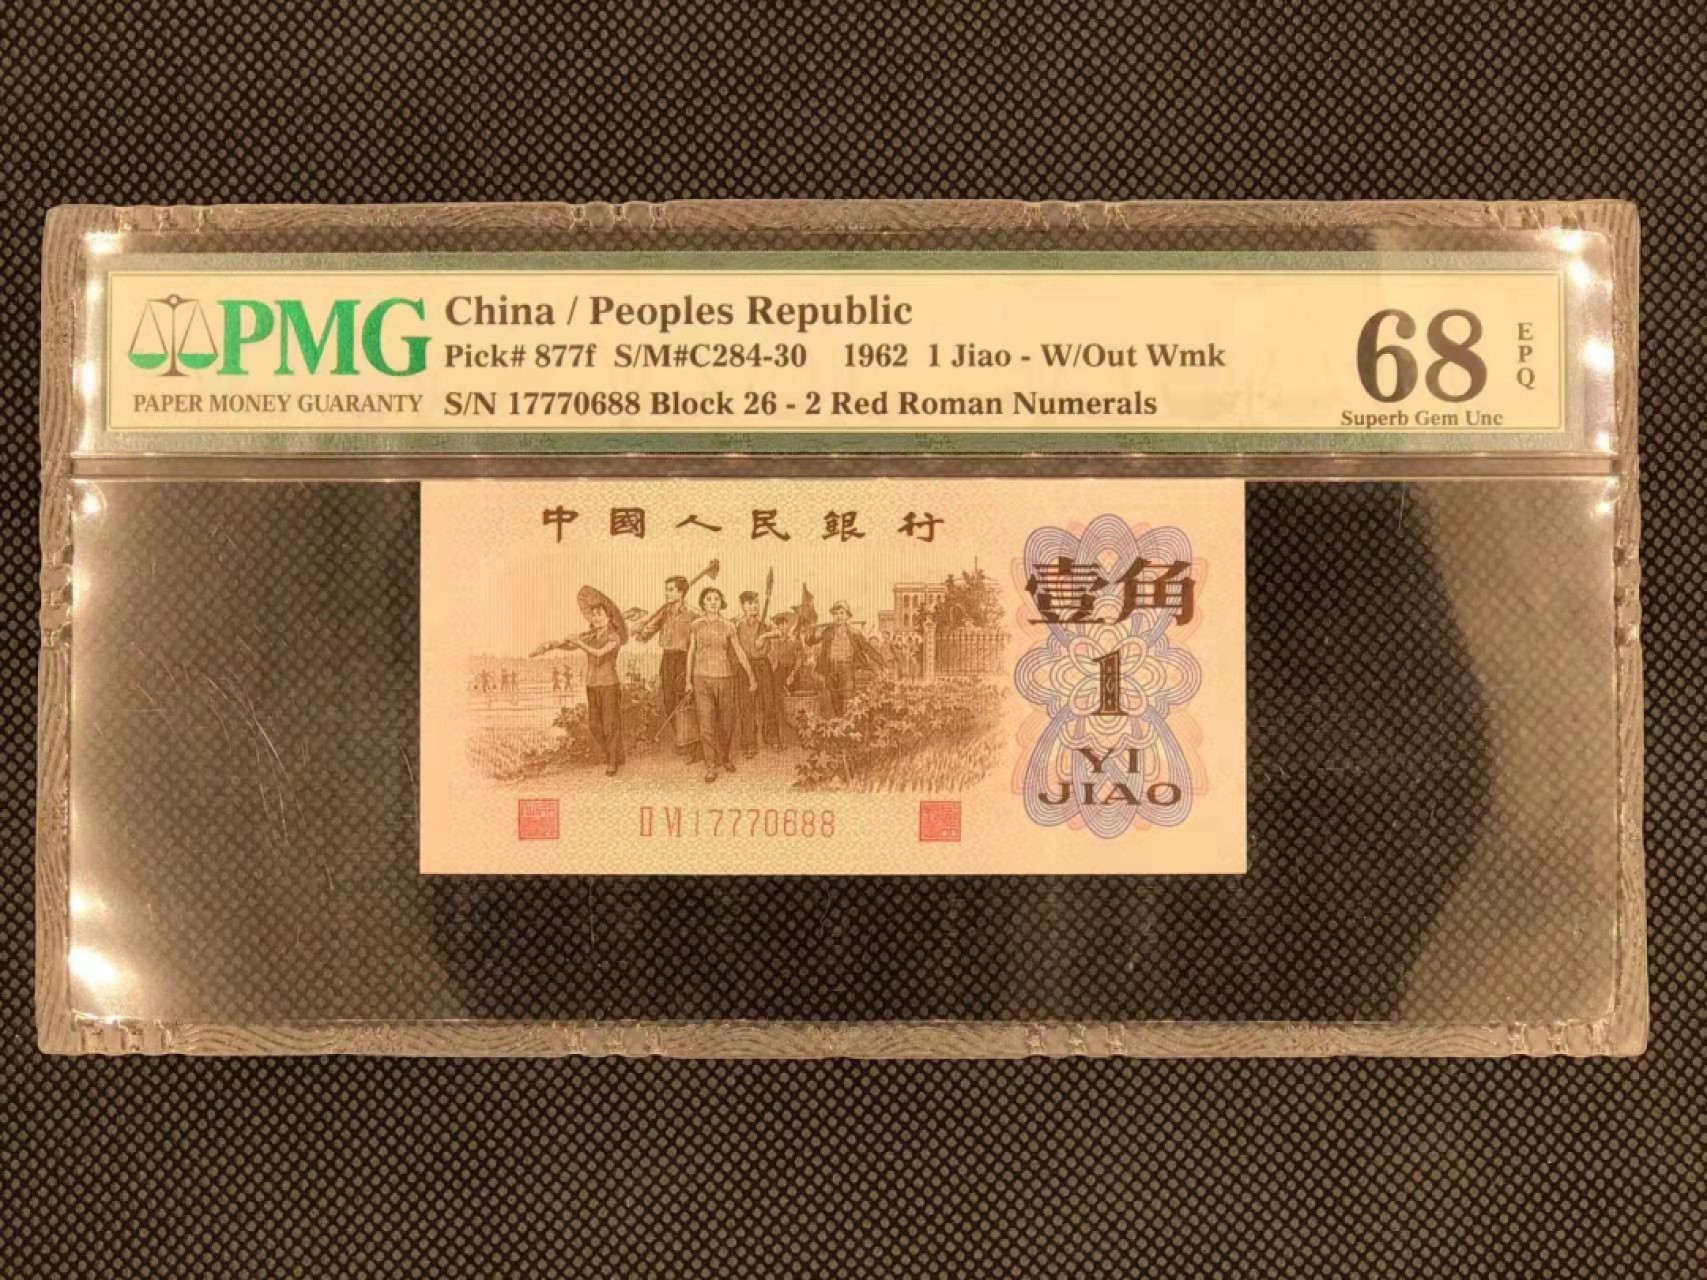 PMG
PAPER MONEY GUARANTY
China / Peoples Republic
Pick# 877f S/M#C284-30 1962 1 Jiao - W/Out Wmk
S/N 17770688 Block 26 - 2 Red Roman Numerals
68
EPQ
Superb Gem Unc
中國人民銀行
壹角
1
YI
JIAO
II VI 17770688